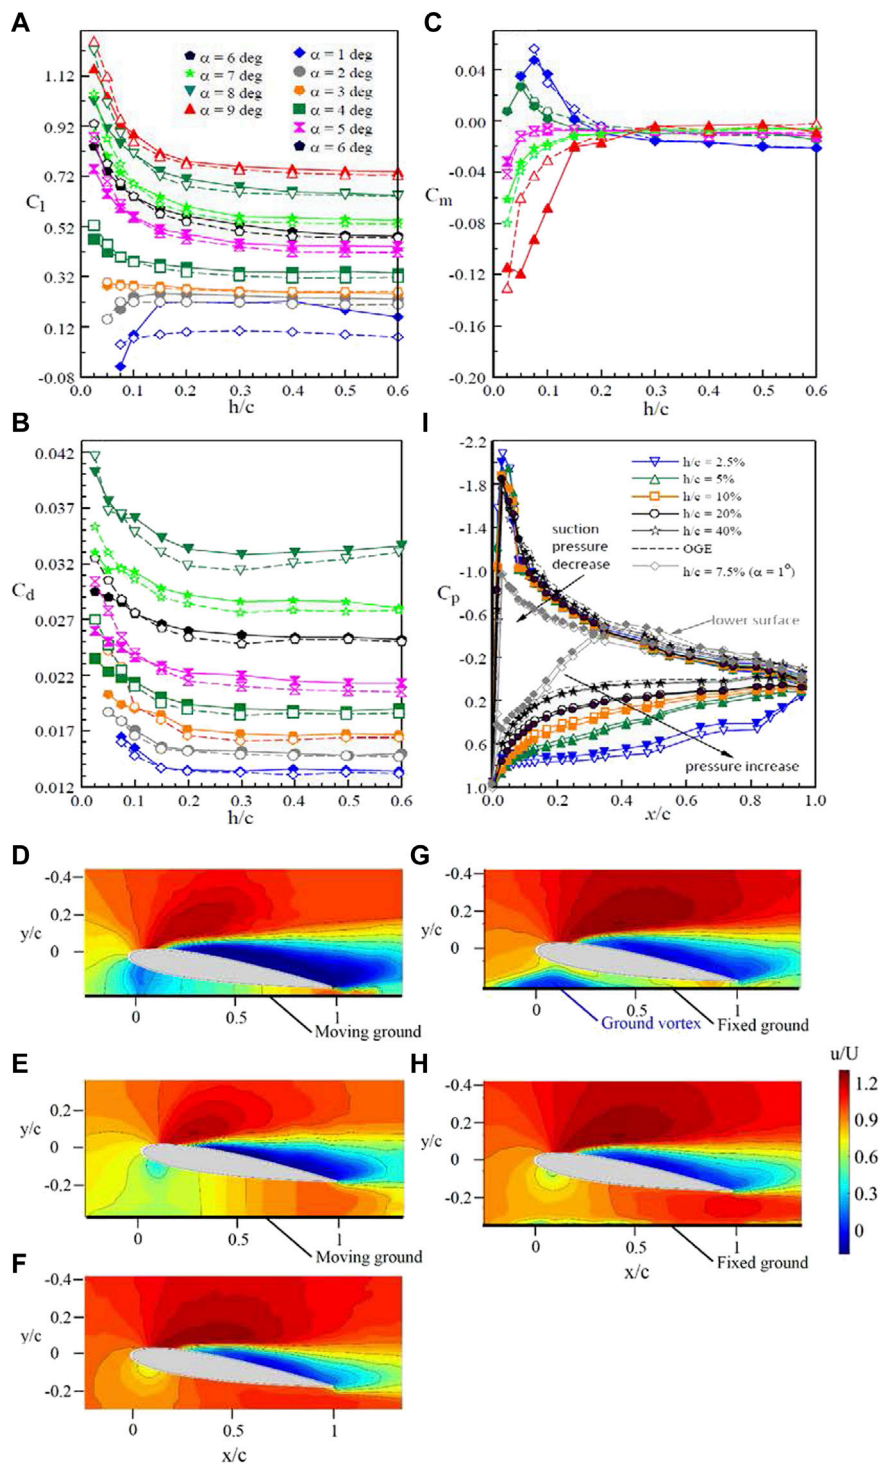 A
1.12
0.92
0.72
C_l
0.52
0.32
0.12
-0.08
0.0 0.1 0.2 0.3 0.4 0.5 0.6
h/c
α = 6 deg
α = 7 deg
α = 8 deg
α = 9 deg
α = 1 deg
α = 2 deg
α = 3 deg
α = 4 deg
α = 5 deg
α = 6 deg
C
0.04
0.00
-0.04
C_m
-0.08
-0.12
-0.16
-0.20
0.0 0.1 0.2 0.3 0.4 0.5 0.6
h/c
B
0.042
0.037
0.032
C_d
0.027
0.022
0.017
0.012
0.0 0.1 0.2 0.3 0.4 0.5 0.6
h/c
I
-2.2
-1.8
-1.4
-1.0
C_p
-0.6
-0.2
0.2
0.6
1.0
0.0 0.2 0.4 0.6 0.8 1.0
x/c
h/c = 2.5%
h/c = 5%
h/c = 10%
h/c = 20%
h/c = 40%
OGE
h/c = 7.5% (α = 1°)
suction
pressure
decrease
lower surface
pressure increase
D
-0.4
0.2
y/c
0
0 0.5 1
Moving ground
G
-0.4
0.2
y/c
0
0 0.5 1
Ground vortex
Fixed ground
E
0.2
y/c
0
-0.2
0 0.5 1
Moving ground
H
-0.4
0.2
y/c
0
-0.2
0 0.5 1
x/c
Fixed ground
u/U
1.2
0.9
0.6
0.3
0
F
-0.4
0.2
y/c
0
-0.2
0 0.5 1
x/c